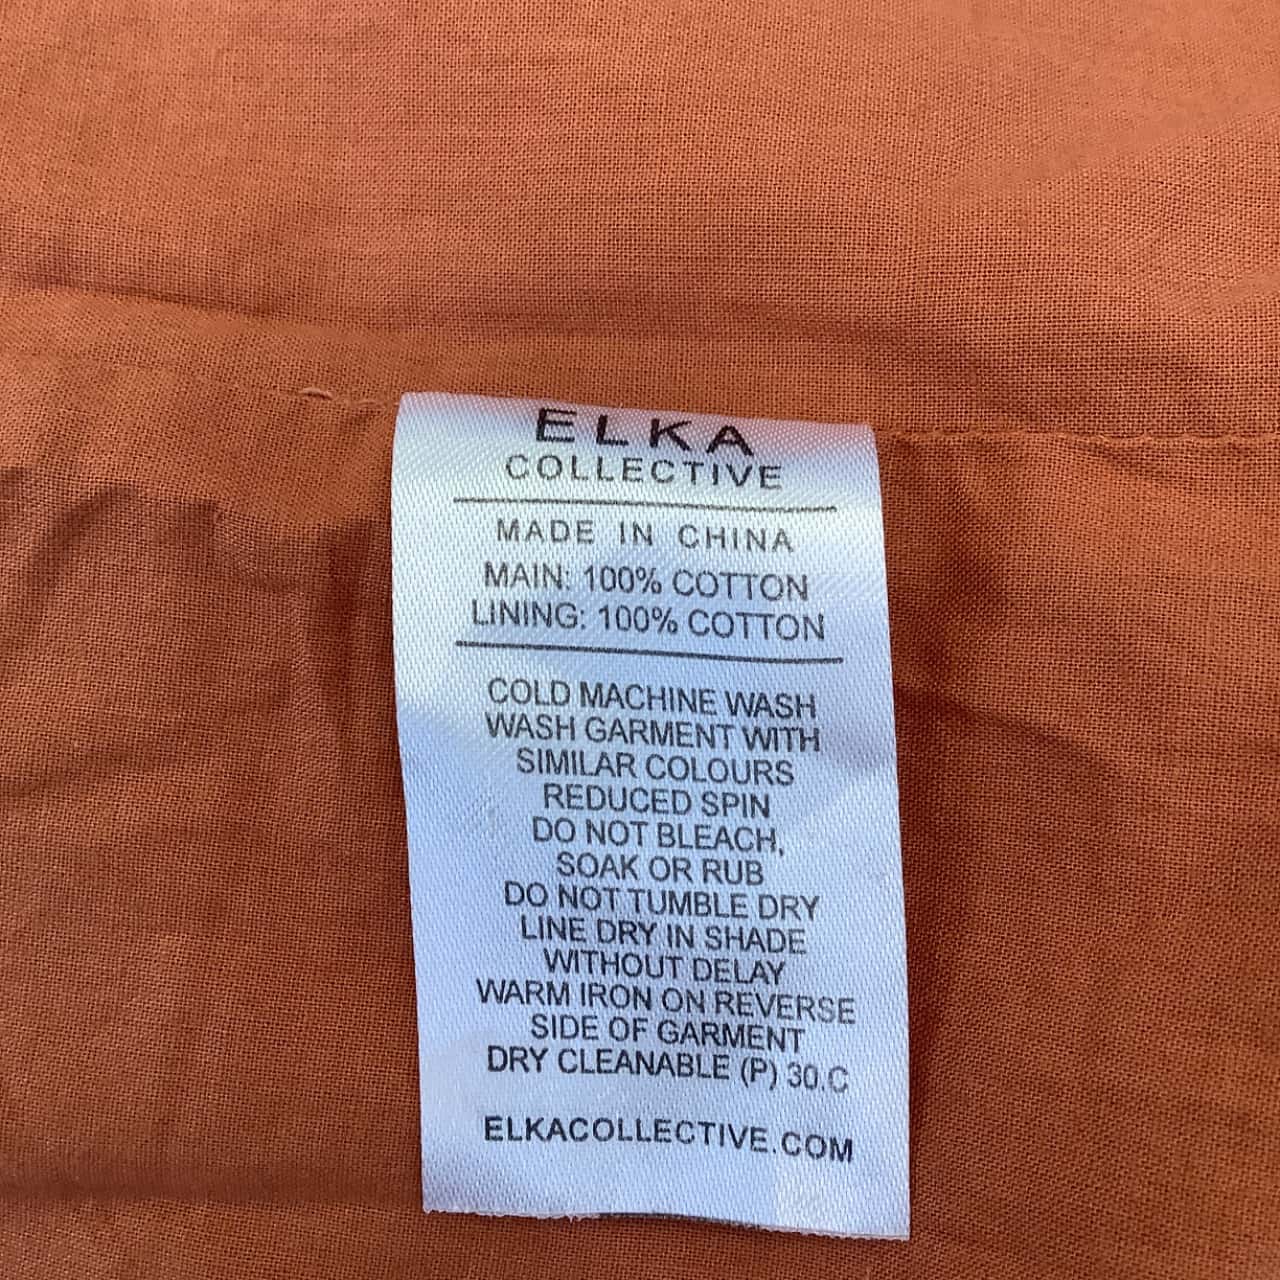 ELKA
COLLECTIVE
MADE IN CHINA
MAIN: 100% COTTON
LINING: 100% COTTON
COLD MACHINE WASH
WASH GARMENT WITH
SIMILAR COLOURS
REDUCED SPIN
DO NOT BLEACH,
SOAK OR RUB
DO NOT TUMBLE DRY
LINE DRY IN SHADE
WITHOUT DELAY
WARM IRON ON REVERSE
SIDE OF GARMENT
DRY CLEANABLE (P) 30.C
ELKACOLLECTIVE.COM